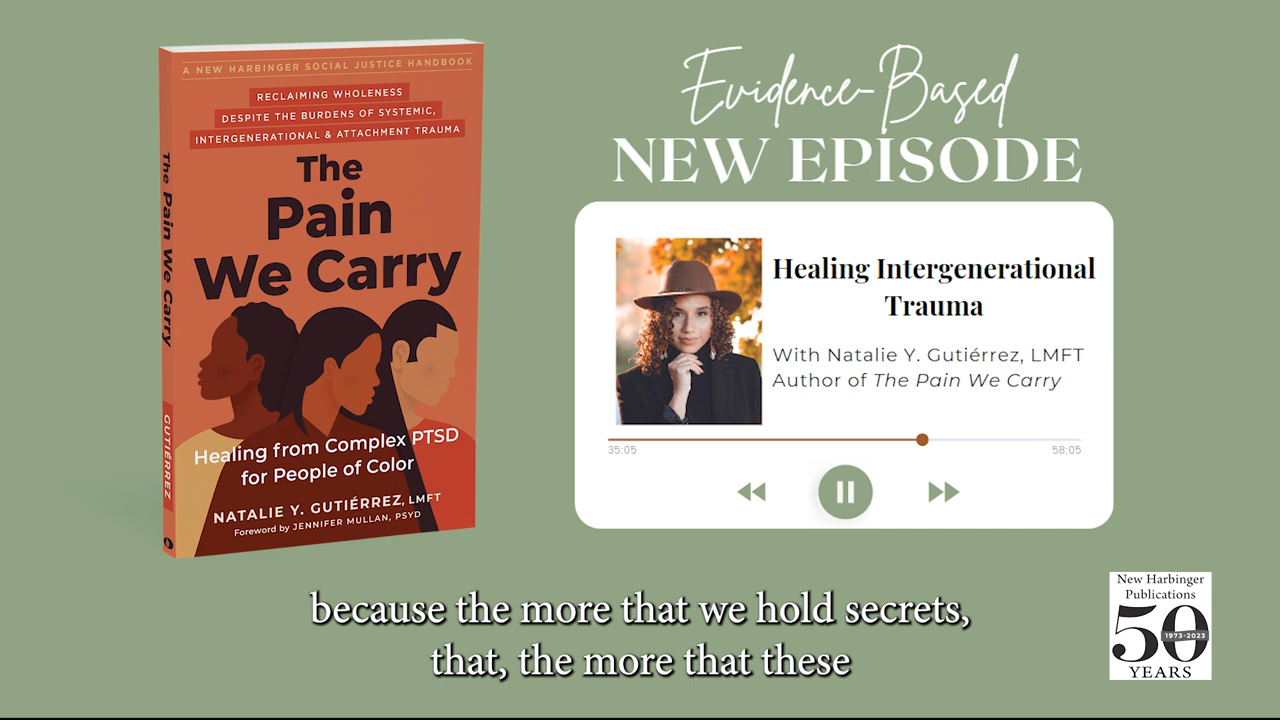 A NEW HARBINGER SOCIAL JUSTICE HANDBOOK
RECLAIMING WHOLENESS
DESPITE THE BURDENS OF SYSTEMIC,
INTERGENERATIONAL & ATTACHMENT TRAUMA
The
Pain
We Carry
Healing from Complex PTSD
for People of Color
NATALIE Y. GUTIÉRREZ, LMFT
Foreword by JENNIFER MULLAN, PSYD
The Pain We Carry
GUTIÉRREZ
Evidence-Based
NEW EPISODE
Healing Intergenerational
Trauma
With Natalie Y. Gutiérrez, LMFT
Author of The Pain We Carry
35:05
58:05
because the more that we hold secrets,
that, the more that these
New Harbinger
Publications
50
1973-2023
YEARS